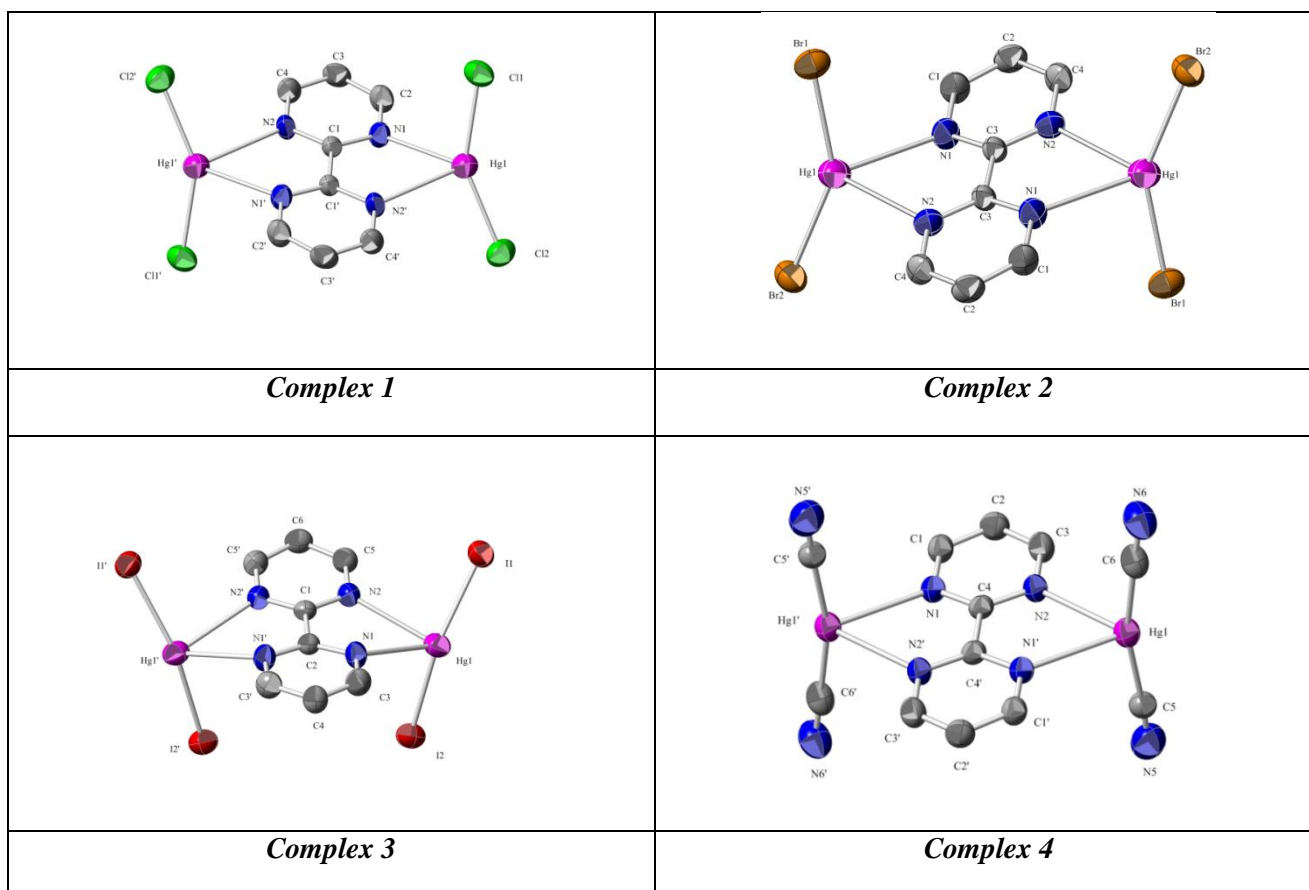 C3
Cl2'
C4
Cl1
C2
N2
C1
N1
Hg1'
Hg1
N1'
C1'
N2'
C2'
C4'
Cl1'
C3'
Cl2
Complex 1
Br1
C2
Br2
C1
C4
N1
C3
N2
Hg1
Hg1
N2
C3
N1
C4
C1
Br2
C2
Br1
Complex 2
C6
I1'
C5'
C5
I1
N2'
C1
N2
Hg1'
N1'
C2
N1
Hg1
C3'
C3
C4
I2'
I2
Complex 3
N5'
C2
N6
C5'
C1
C3
C6
N1
C4
N2
Hg1'
Hg1
N2'
N1'
C6'
C4'
C5
C3'
C1'
N6'
C2'
N5
Complex 4